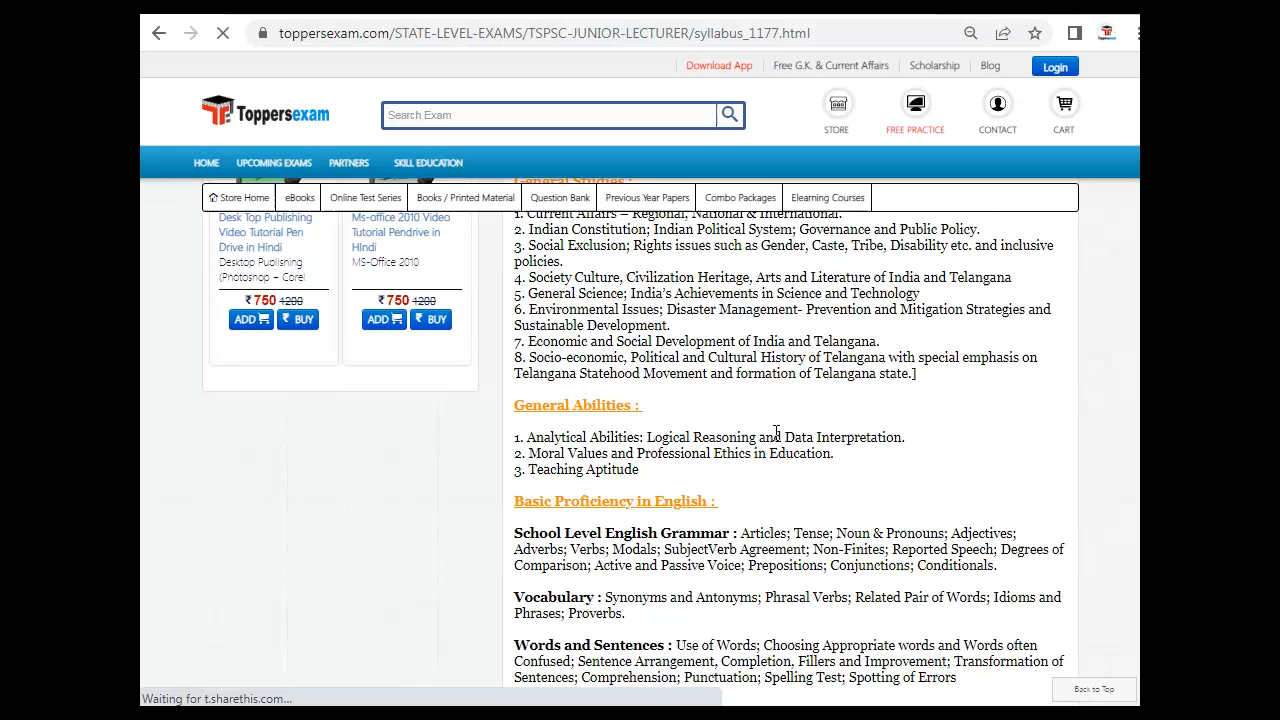 toppersexam.com/STATE-LEVEL-EXAMS/TSPSC-JUNIOR-LECTURER/syllabus_1177.html
Download App
Free G.K. & Current Affairs
Scholarship
Blog
Login
Toppersexam
Search Exam
STORE
FREE PRACTICE
CONTACT
CART
HOME
UPCOMING EXAMS
PARTNERS
SKILL EDUCATION
General Studies :
Store Home
eBooks
Online Test Series
Books / Printed Material
Question Bank
Previous Year Papers
Combo Packages
Elearning Courses
Desk Top Publishing
Video Tutorial Pen
Drive in Hindi
Desktop Publishing
(Photoshop + Corel
₹ 750 1200
ADD
₹ BUY
Ms-office 2010 Video
Tutorial Pendrive in
HIndi
MS-Office 2010
₹ 750 1200
ADD
₹ BUY
1. Current Affairs – Regional, National & International.
2. Indian Constitution; Indian Political System; Governance and Public Policy.
3. Social Exclusion; Rights issues such as Gender, Caste, Tribe, Disability etc. and inclusive
policies.
4. Society Culture, Civilization Heritage, Arts and Literature of India and Telangana
5. General Science; India's Achievements in Science and Technology
6. Environmental Issues; Disaster Management- Prevention and Mitigation Strategies and
Sustainable Development.
7. Economic and Social Development of India and Telangana.
8. Socio-economic, Political and Cultural History of Telangana with special emphasis on
Telangana Statehood Movement and formation of Telangana state.]
General Abilities :
1. Analytical Abilities: Logical Reasoning and Data Interpretation.
2. Moral Values and Professional Ethics in Education.
3. Teaching Aptitude
Basic Proficiency in English :
School Level English Grammar : Articles; Tense; Noun & Pronouns; Adjectives;
Adverbs; Verbs; Modals; SubjectVerb Agreement; Non-Finites; Reported Speech; Degrees of
Comparison; Active and Passive Voice; Prepositions; Conjunctions; Conditionals.
Vocabulary : Synonyms and Antonyms; Phrasal Verbs; Related Pair of Words; Idioms and
Phrases; Proverbs.
Words and Sentences : Use of Words; Choosing Appropriate words and Words often
Confused; Sentence Arrangement, Completion, Fillers and Improvement; Transformation of
Sentences; Comprehension; Punctuation; Spelling Test; Spotting of Errors
Back to Top
Waiting for t.sharethis.com...